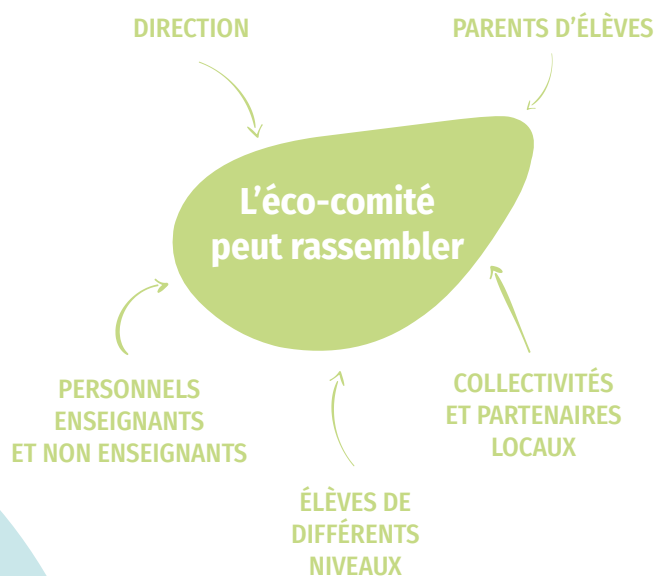 DIRECTION
PARENTS D’ÉLÈVES
L’éco-comité
peut rassembler
PERSONNELS
ENSEIGNANTS
ET NON ENSEIGNANTS
COLLECTIVITÉS
ET PARTENAIRES
LOCAUX
ÉLÈVES DE
DIFFÉRENTS
NIVEAUX